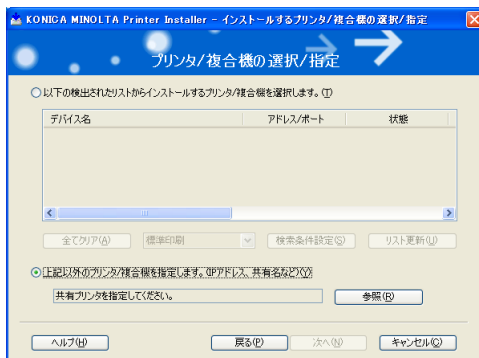 KONICA MINOLTA Printer Installer - インストールするプリンタ/複合機の選択/指定
プリンタ/複合機の選択/指定
以下の検出されたリストからインストールするプリンタ/複合機を選択します。(T)
デバイス名 アドレス/ポート 状態
全てクリア(A) 標準印刷 検索条件設定(S) リスト更新(U)
上記以外のプリンタ/複合機を指定します。(IPアドレス、共有名など)(Y)
共有プリンタを指定してください。 参照(R)
ヘルプ(H) 戻る(P) 次へ(N) キャンセル(C)